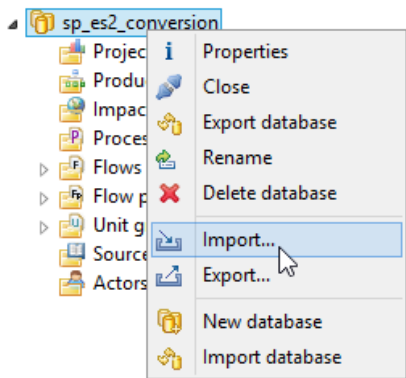 sp_es2_conversion
Projec
Produ
Impac
Proces
Flows
Flow p
Unit g
Source
Actors
Properties
Close
Export database
Rename
Delete database
Import...
Export...
New database
Import database